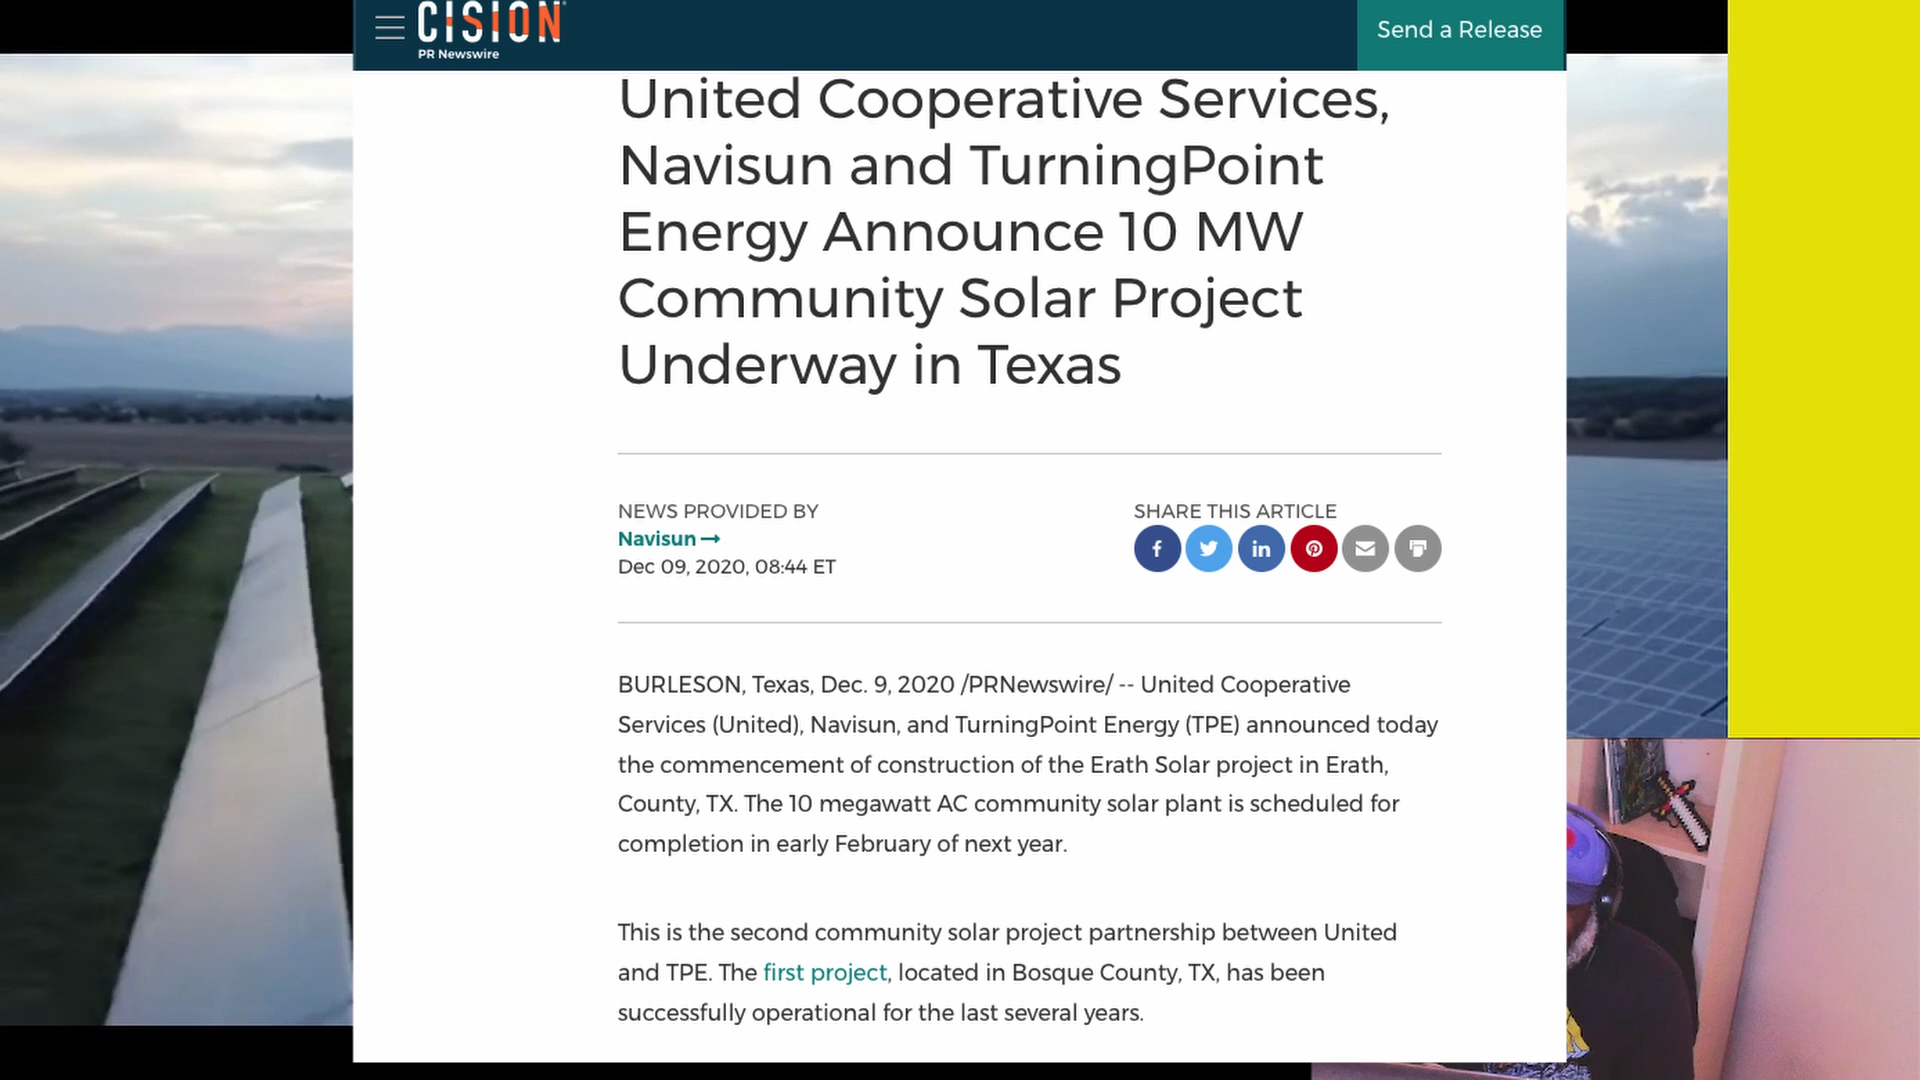 CISION
PR Newswire
Send a Release
United Cooperative Services,
Navisun and TurningPoint
Energy Announce 10 MW
Community Solar Project
Underway in Texas
NEWS PROVIDED BY
Navisun →
Dec 09, 2020, 08:44 ET
SHARE THIS ARTICLE
BURLESON, Texas, Dec. 9, 2020 /PRNewswire/ -- United Cooperative
Services (United), Navisun, and TurningPoint Energy (TPE) announced today
the commencement of construction of the Erath Solar project in Erath,
County, TX. The 10 megawatt AC community solar plant is scheduled for
completion in early February of next year.
This is the second community solar project partnership between United
and TPE. The first project, located in Bosque County, TX, has been
successfully operational for the last several years.